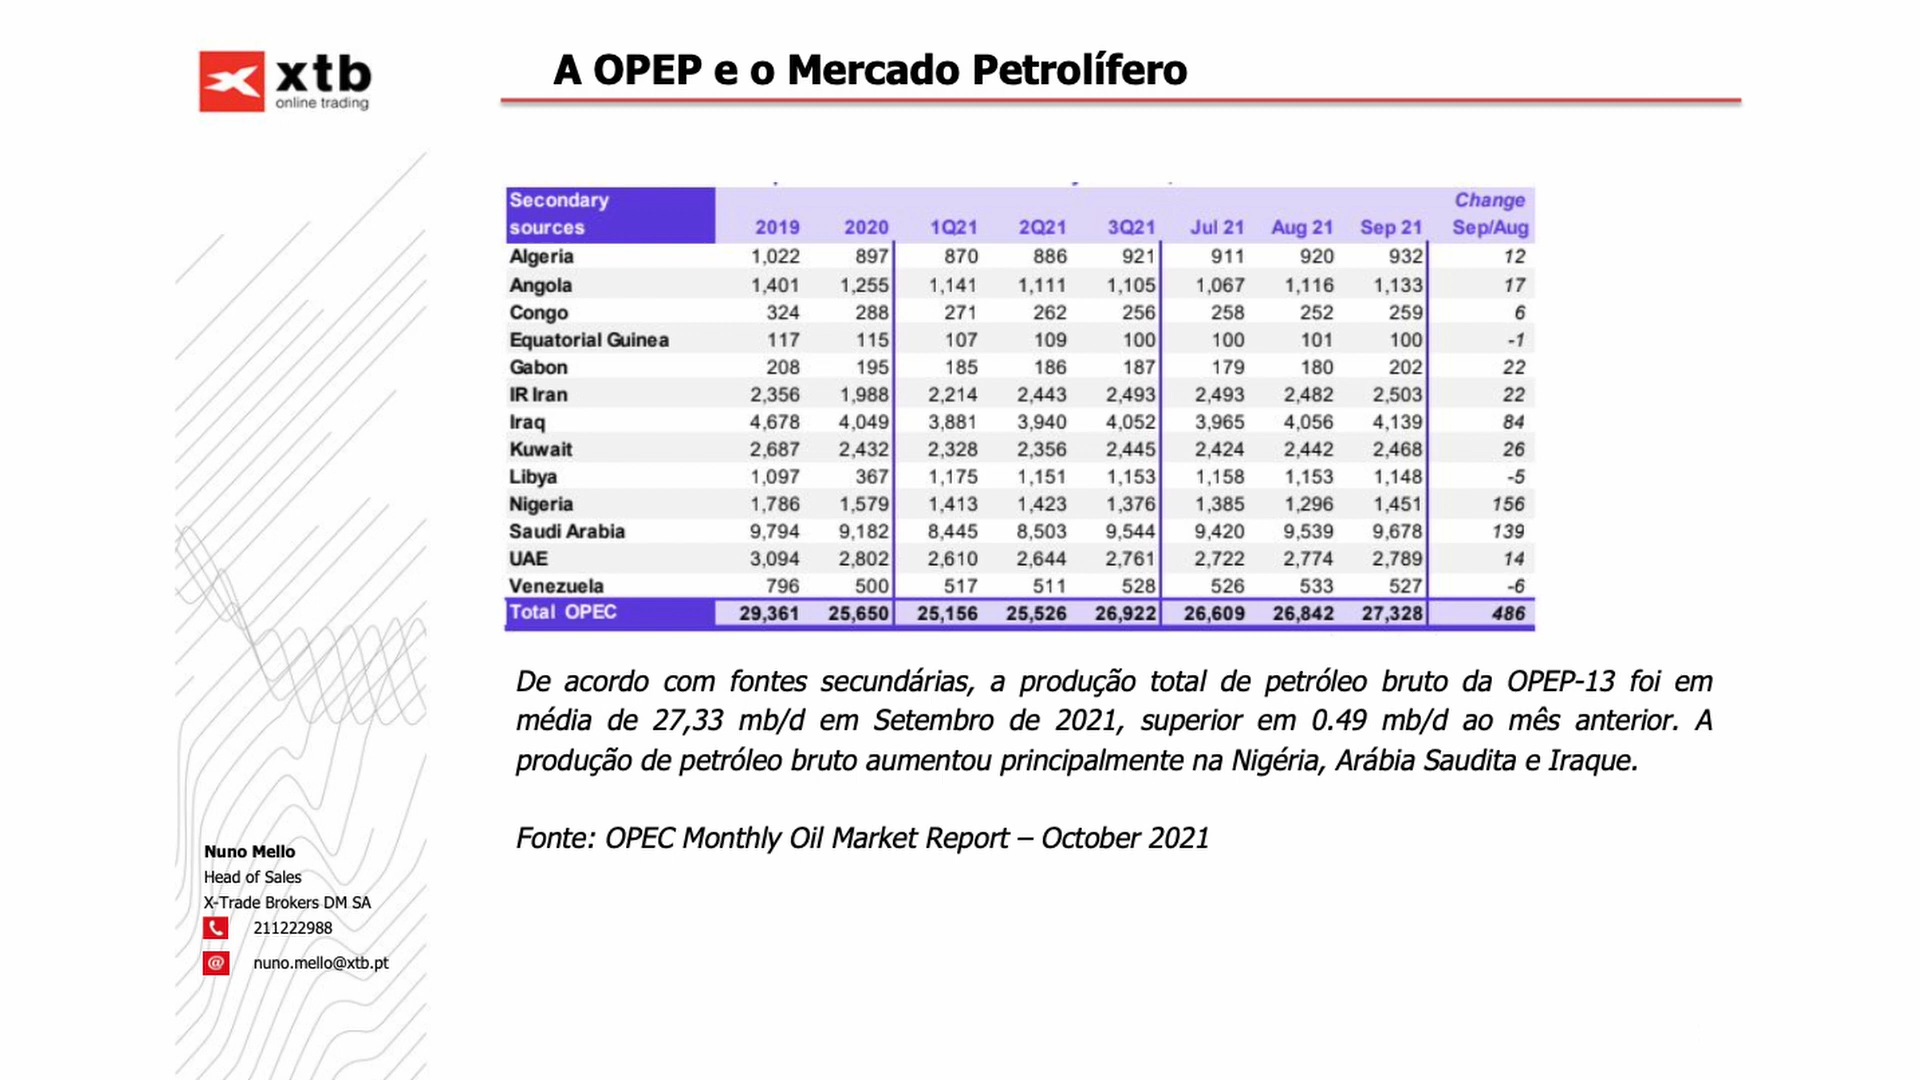 xtb
online trading
A OPEP e o Mercado Petrolífero
Secondary sources 2019 2020 1Q21 2Q21 3Q21 Jul 21 Aug 21 Sep 21 Change Sep/Aug
Algeria 1,022 897 870 886 921 911 920 932 12
Angola 1,401 1,255 1,141 1,111 1,105 1,067 1,116 1,133 17
Congo 324 288 271 262 256 258 252 259 6
Equatorial Guinea 117 115 107 109 100 100 101 100 -1
Gabon 208 195 185 186 187 179 180 202 22
IR Iran 2,356 1,988 2,214 2,443 2,493 2,493 2,482 2,503 22
Iraq 4,678 4,049 3,881 3,940 4,052 3,965 4,056 4,139 84
Kuwait 2,687 2,432 2,328 2,356 2,445 2,424 2,442 2,468 26
Libya 1,097 367 1,175 1,151 1,153 1,158 1,153 1,148 -5
Nigeria 1,786 1,579 1,413 1,423 1,376 1,385 1,296 1,451 156
Saudi Arabia 9,794 9,182 8,445 8,503 9,544 9,420 9,539 9,678 139
UAE 3,094 2,802 2,610 2,644 2,761 2,722 2,774 2,789 14
Venezuela 796 500 517 511 528 526 533 527 -6
Total OPEC 29,361 25,650 25,156 25,526 26,922 26,609 26,842 27,328 486
De acordo com fontes secundárias, a produção total de petróleo bruto da OPEP-13 foi em
média de 27,33 mb/d em Setembro de 2021, superior em 0.49 mb/d ao mês anterior. A
produção de petróleo bruto aumentou principalmente na Nigéria, Arábia Saudita e Iraque.
Fonte: OPEC Monthly Oil Market Report – October 2021
Nuno Mello
Head of Sales
X-Trade Brokers DM SA
211222988
@ nuno.mello@xtb.pt